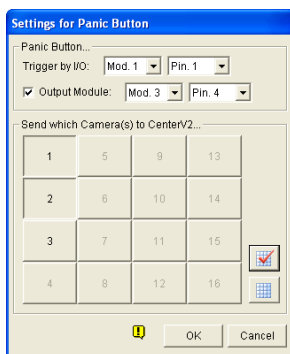 Settings for Panic Button
Panic Button...
Trigger by I/O: Mod. 1 Pin. 1
Output Module: Mod. 3 Pin. 4
Send which Camera(s) to CenterV2...
1 5 9 13
2 6 10 14
3 7 11 15
4 8 12 16
OK Cancel